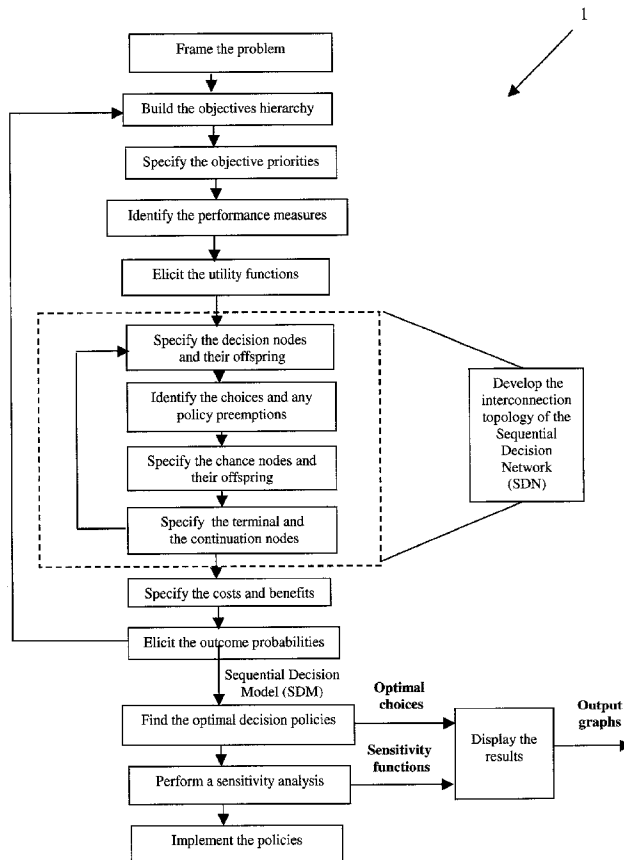 1
Frame the problem
Build the objectives hierarchy
Specify the objective priorities
Identify the performance measures
Elicit the utility functions
Specify the decision nodes
and their offspring
Identify the choices and any
policy preemptions
Specify the chance nodes and
their offspring
Specify the terminal and
the continuation nodes
Develop the
interconnection
topology of the
Sequential
Decision
Network
(SDN)
Specify the costs and benefits
Elicit the outcome probabilities
Sequential Decision
Model (SDM)
Find the optimal decision policies
Optimal
choices
Perform a sensitivity analysis
Sensitivity
functions
Display the
results
Output
graphs
Implement the policies